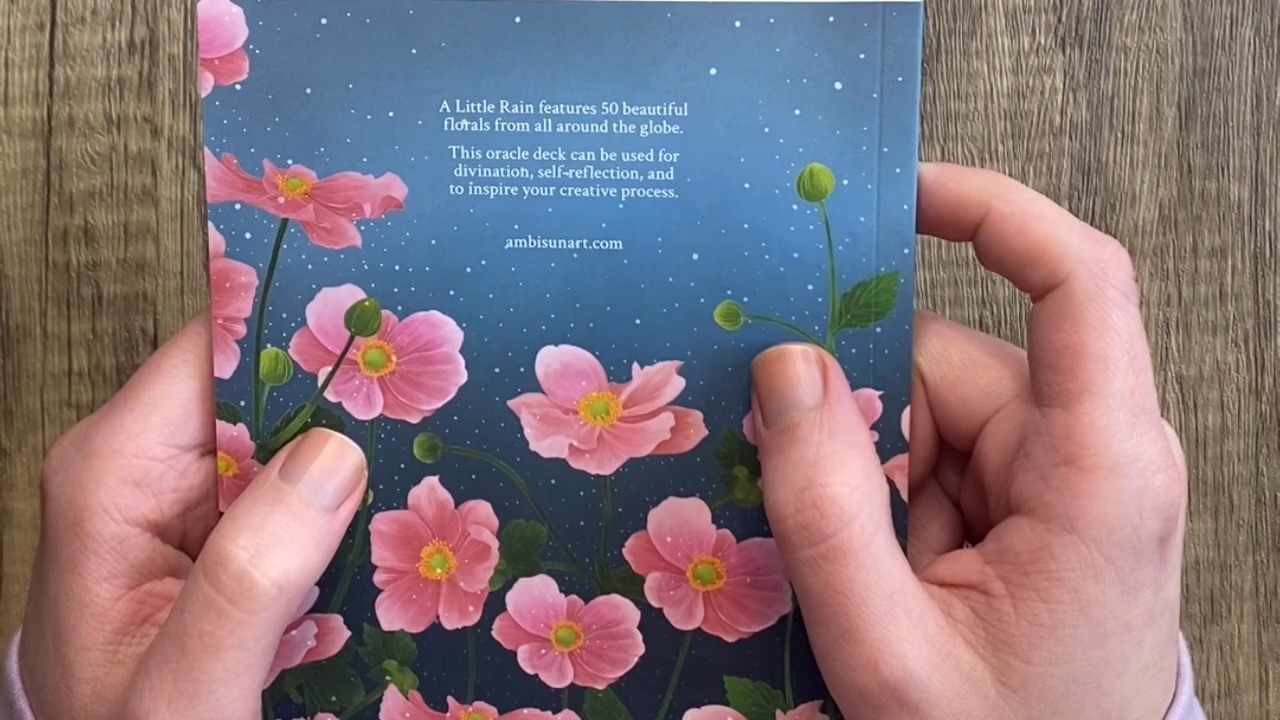 A Little Rain features 50 beautiful
florals from all around the globe.
This oracle deck can be used for
divination, self-reflection, and
to inspire your creative process.
ambisunart.com